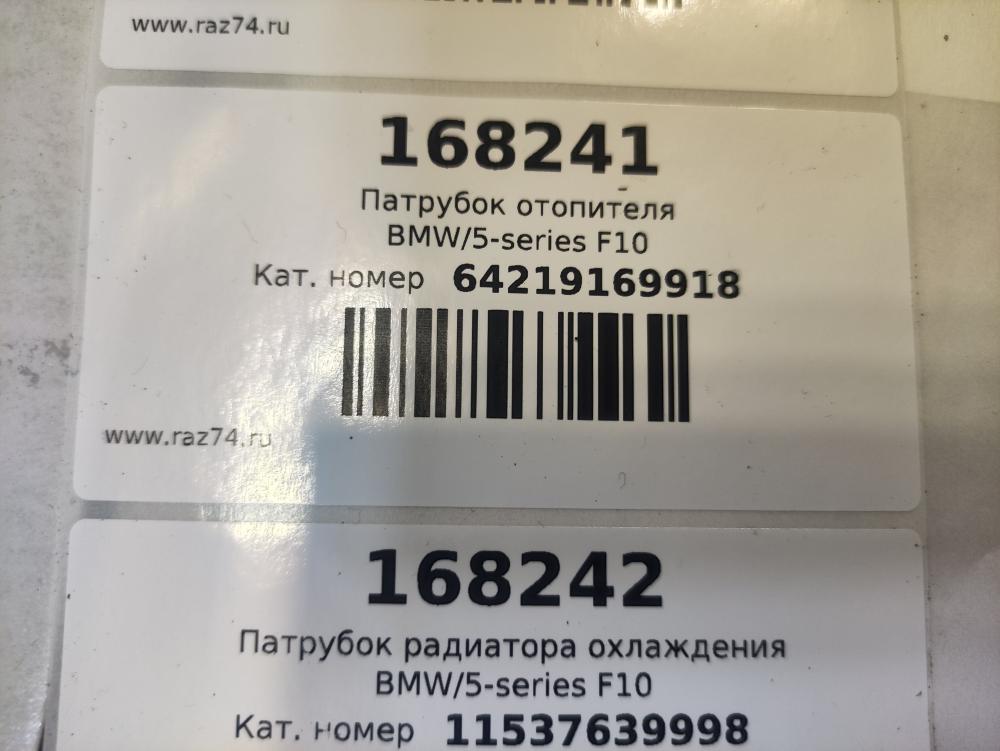 www.raz74.ru
168241
Патрубок отопителя
BMW/5-series F10
Кат. номер 64219169918
www.raz74.ru
168242
Патрубок радиатора охлаждения
BMW/5-series F10
Кат. номер 11537639998